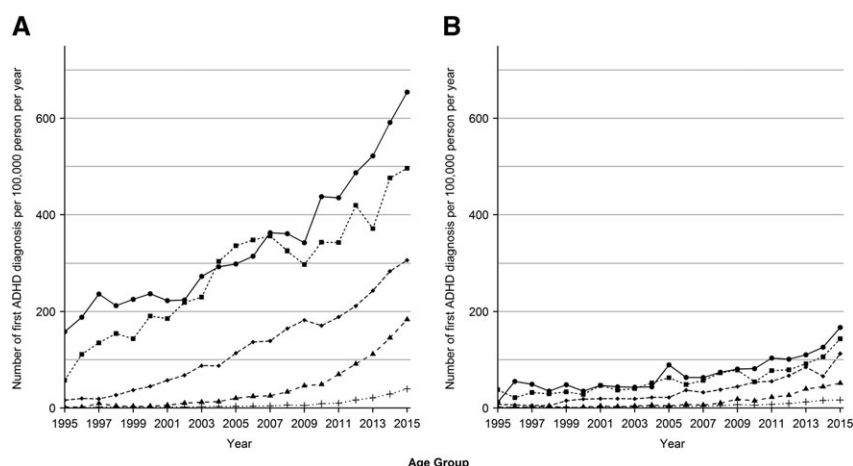 A
B
Number of first ADHD diagnosis per 100,000 person per year
600
400
200
0
1995 1997 1999 2001 2003 2005 2007 2009 2011 2013 2015
Year
Number of first ADHD diagnosis per 100,000 person per year
600
400
200
0
1995 1997 1999 2001 2003 2005 2007 2009 2011 2013 2015
Year
Age Group